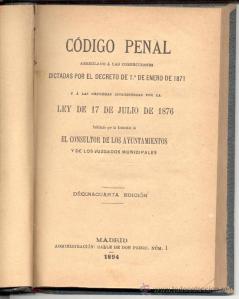 CÓDIGO PENAL
ARREGLADO Á LAS CORRECCIONES
DICTADAS POR EL DECRETO DE 1.º DE ENERO DE 1871
Y Á LAS REFORMAS INTRODUCIDAS POR LA
LEY DE 17 DE JULIO DE 1876
Publicado por la Redacción de
EL CONSULTOR DE LOS AYUNTAMIENTOS
Y DE LOS JUZGADOS MUNICIPALES
DÉCIMACUARTA EDICIÓN
MADRID
ADMINISTRACIÓN: CALLE DE DON PEDRO, NÚM. 1
1894